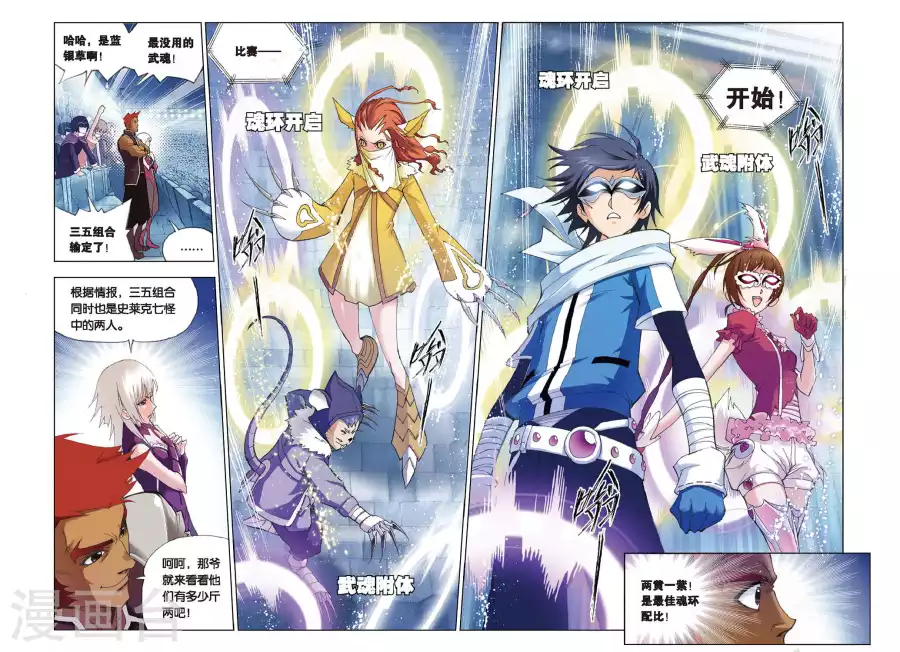 哈哈，是蓝
银草啊！
最没用的
武魂！
三五组合
输定了！
……
根据情报，三五组合
同时也是史莱克七怪
中的两人。
呵呵，那爷
就来看看他
们有多少斤
两吧！
比赛——
魂环开启
嗡
嗡
武魂附体
魂环开启
开始！
嗡
武魂附体
嗡
两黄一紫！
是最佳魂环
配比！
漫画台